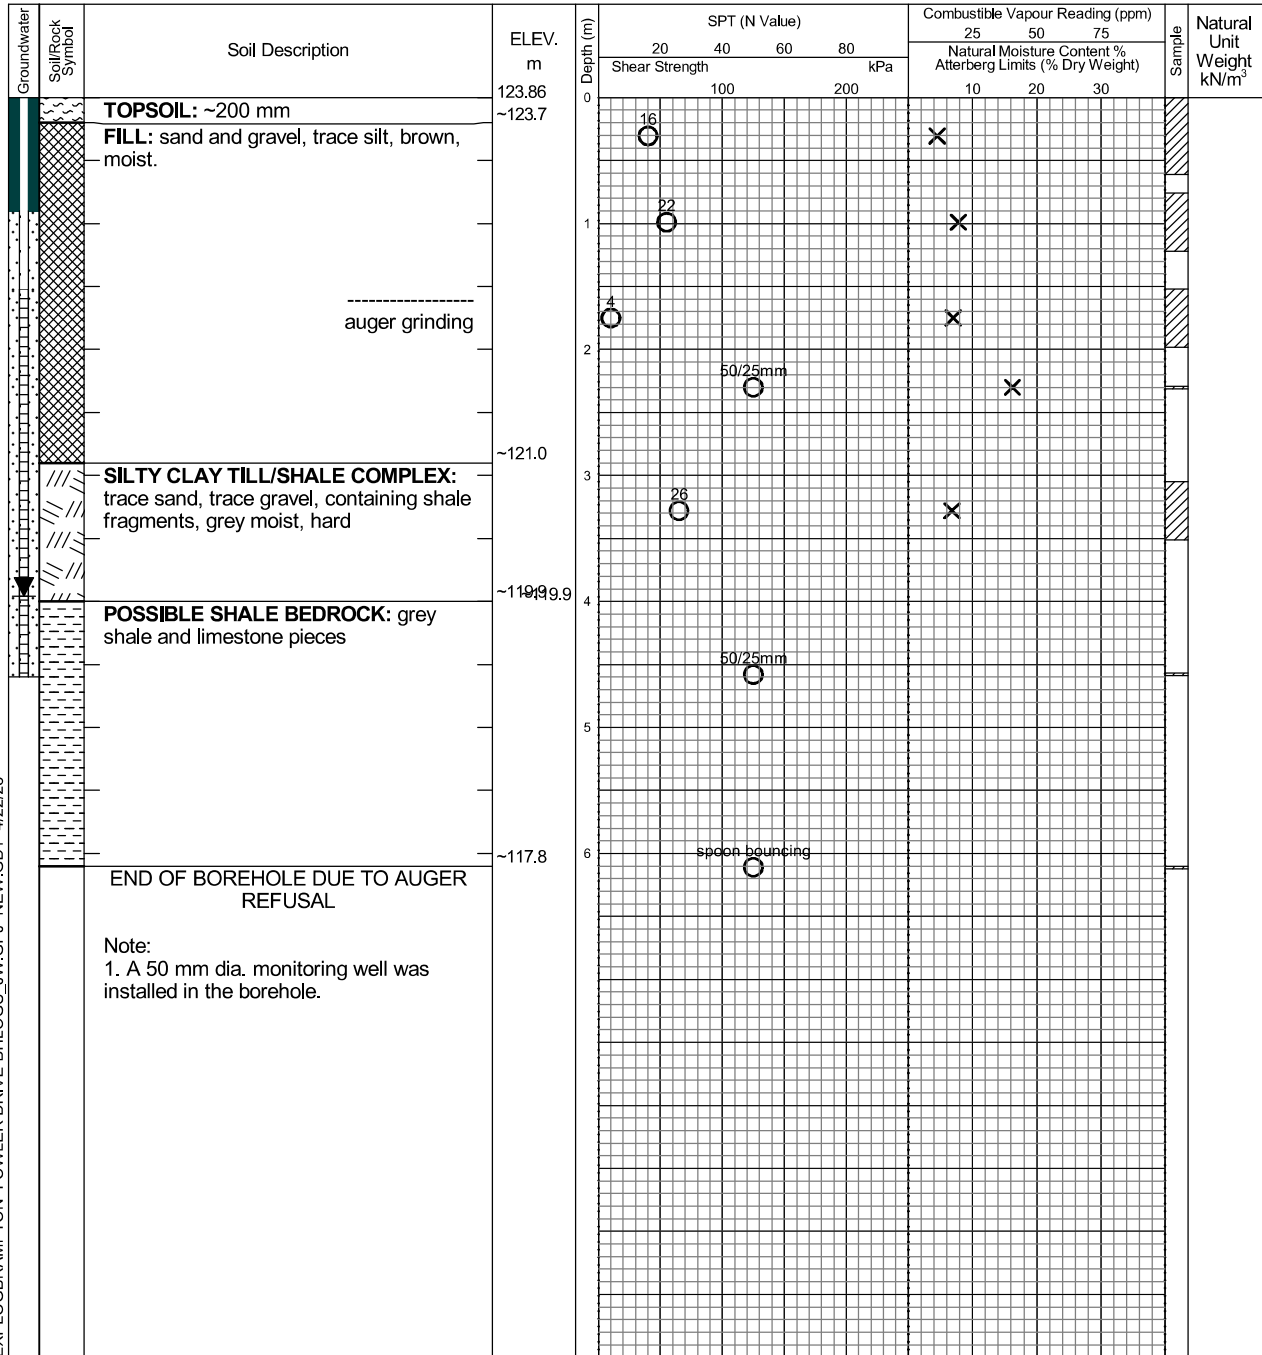 Groundwater
Soil/Rock
Symbol
Soil Description
ELEV.
m
123.86
Depth (m)
SPT (N Value)
20 40 60 80
Shear Strength kPa
100 200
Combustible Vapour Reading (ppm)
25 50 75
Natural Moisture Content %
Atterberg Limits (% Dry Weight)
10 20 30
Sample
Natural
Unit
Weight
kN/m³
0
TOPSOIL: ~200 mm
~123.7
FILL: sand and gravel, trace silt, brown,
moist.
16
22
1
auger grinding
4
2
50/25mm
~121.0
SILTY CLAY TILL/SHALE COMPLEX:
trace sand, trace gravel, containing shale
fragments, grey moist, hard
3
26
~119.9
~119.9
4
POSSIBLE SHALE BEDROCK: grey
shale and limestone pieces
50/25mm
5
~117.8
6
spoon bouncing
END OF BOREHOLE DUE TO AUGER
REFUSAL
Note:
1. A 50 mm dia. monitoring well was
installed in the borehole.